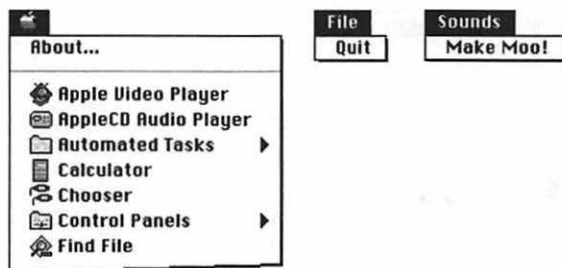 About...
Apple Video Player
AppleCD Audio Player
Automated Tasks
Calculator
Chooser
Control Panels
Find File
File
Quit
Sounds
Make Moo!